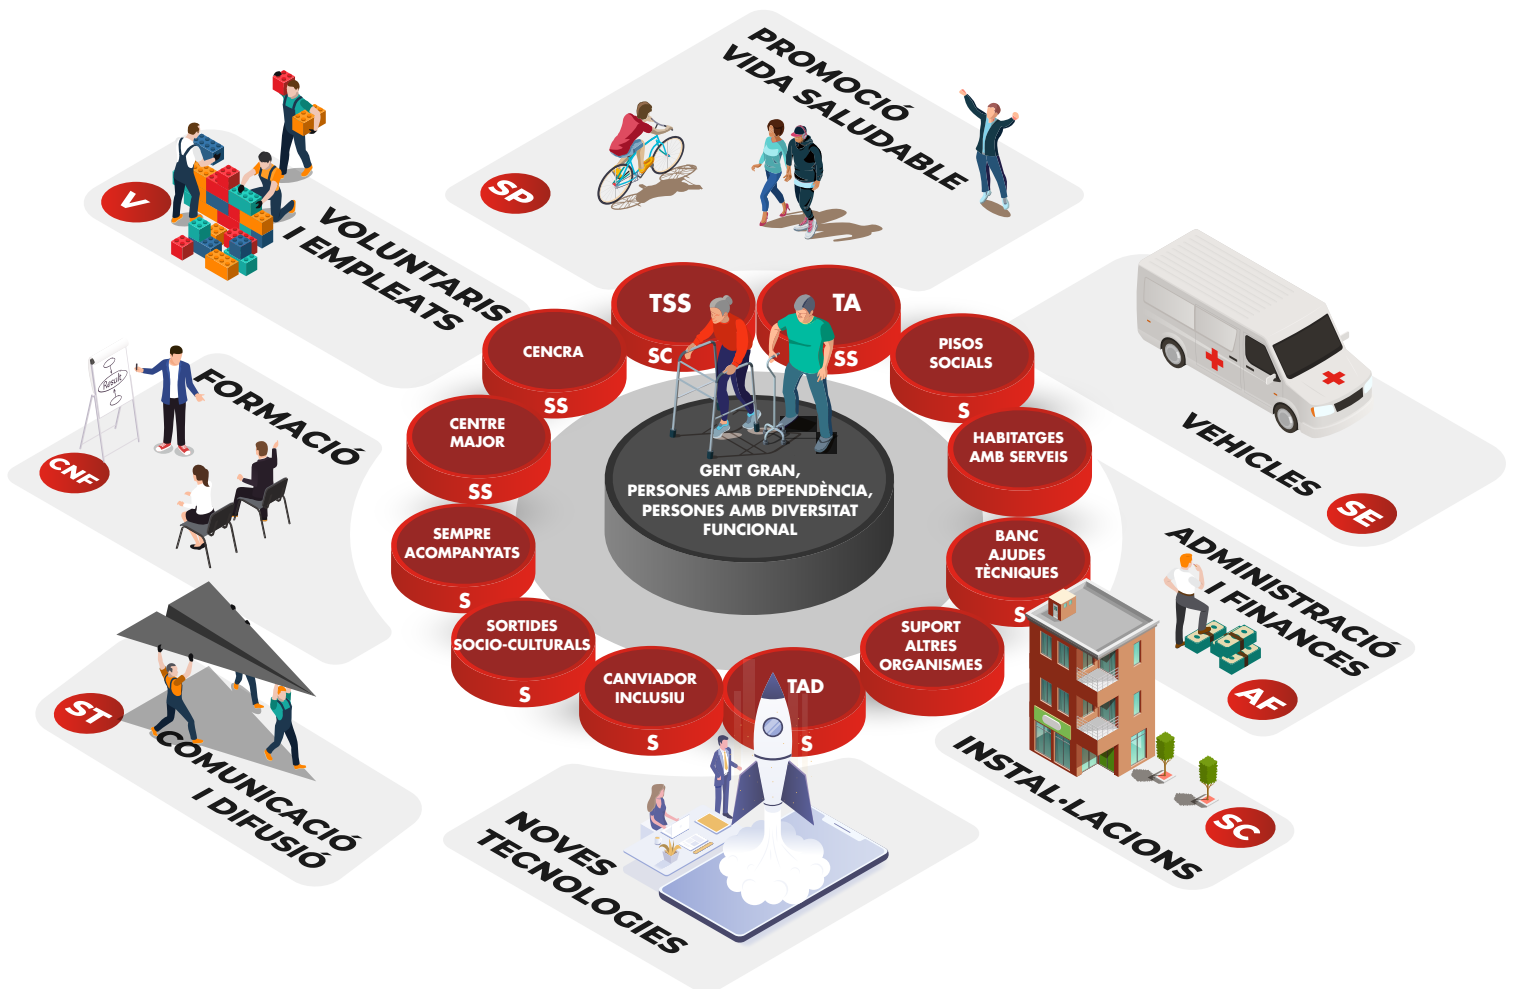 PROMOCIÓ
VIDA SALUDABLE
SP
V
VOLUNTARIS
I EMPLEATS
TSS
SC
TA
SS
CENCRA
SS
PISOS
SOCIALS
S
VEHICLES
SE
Result
FORMACIÓ
CNF
CENTRE
MAJOR
SS
HABITATGES
AMB SERVEIS
GENT GRAN,
PERSONES AMB DEPENDÈNCIA,
PERSONES AMB DIVERSITAT
FUNCIONAL
SEMPRE
ACOMPANYATS
S
BANC
AJUDES
TÈCNIQUES
S
ADMINISTRACIÓ
I FINANCES
AF
SORTIDES
SOCIO-CULTURALS
S
SUPORT
ALTRES
ORGANISMES
CANVIADOR
INCLUSIU
S
TAD
S
ST
COMUNICACIÓ
I DIFUSIÓ
INSTAL·LACIONS
SC
NOVES
TECNOLOGIES